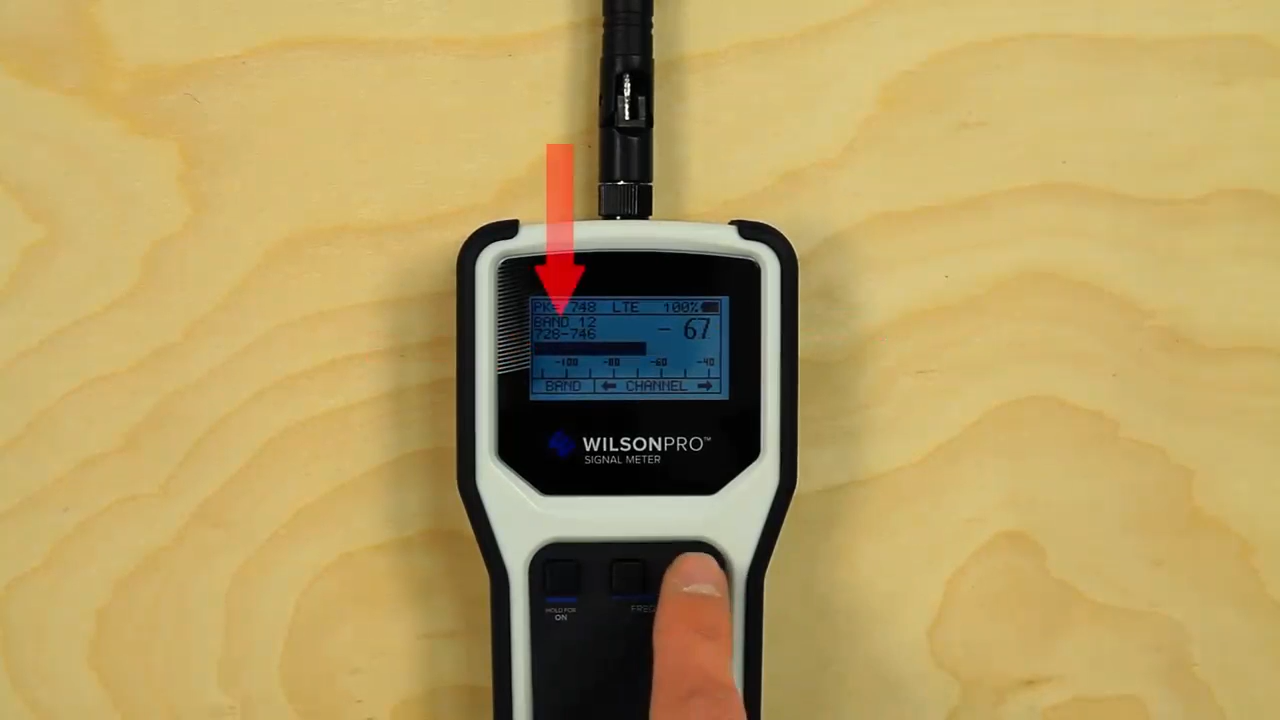 PK= 748 LTE 100%
BAND 12
728-746
- 67
-100 -80 -60 -40
BAND ← CHANNEL →
WILSONPRO™
SIGNAL METER
HOLD FOR
ON